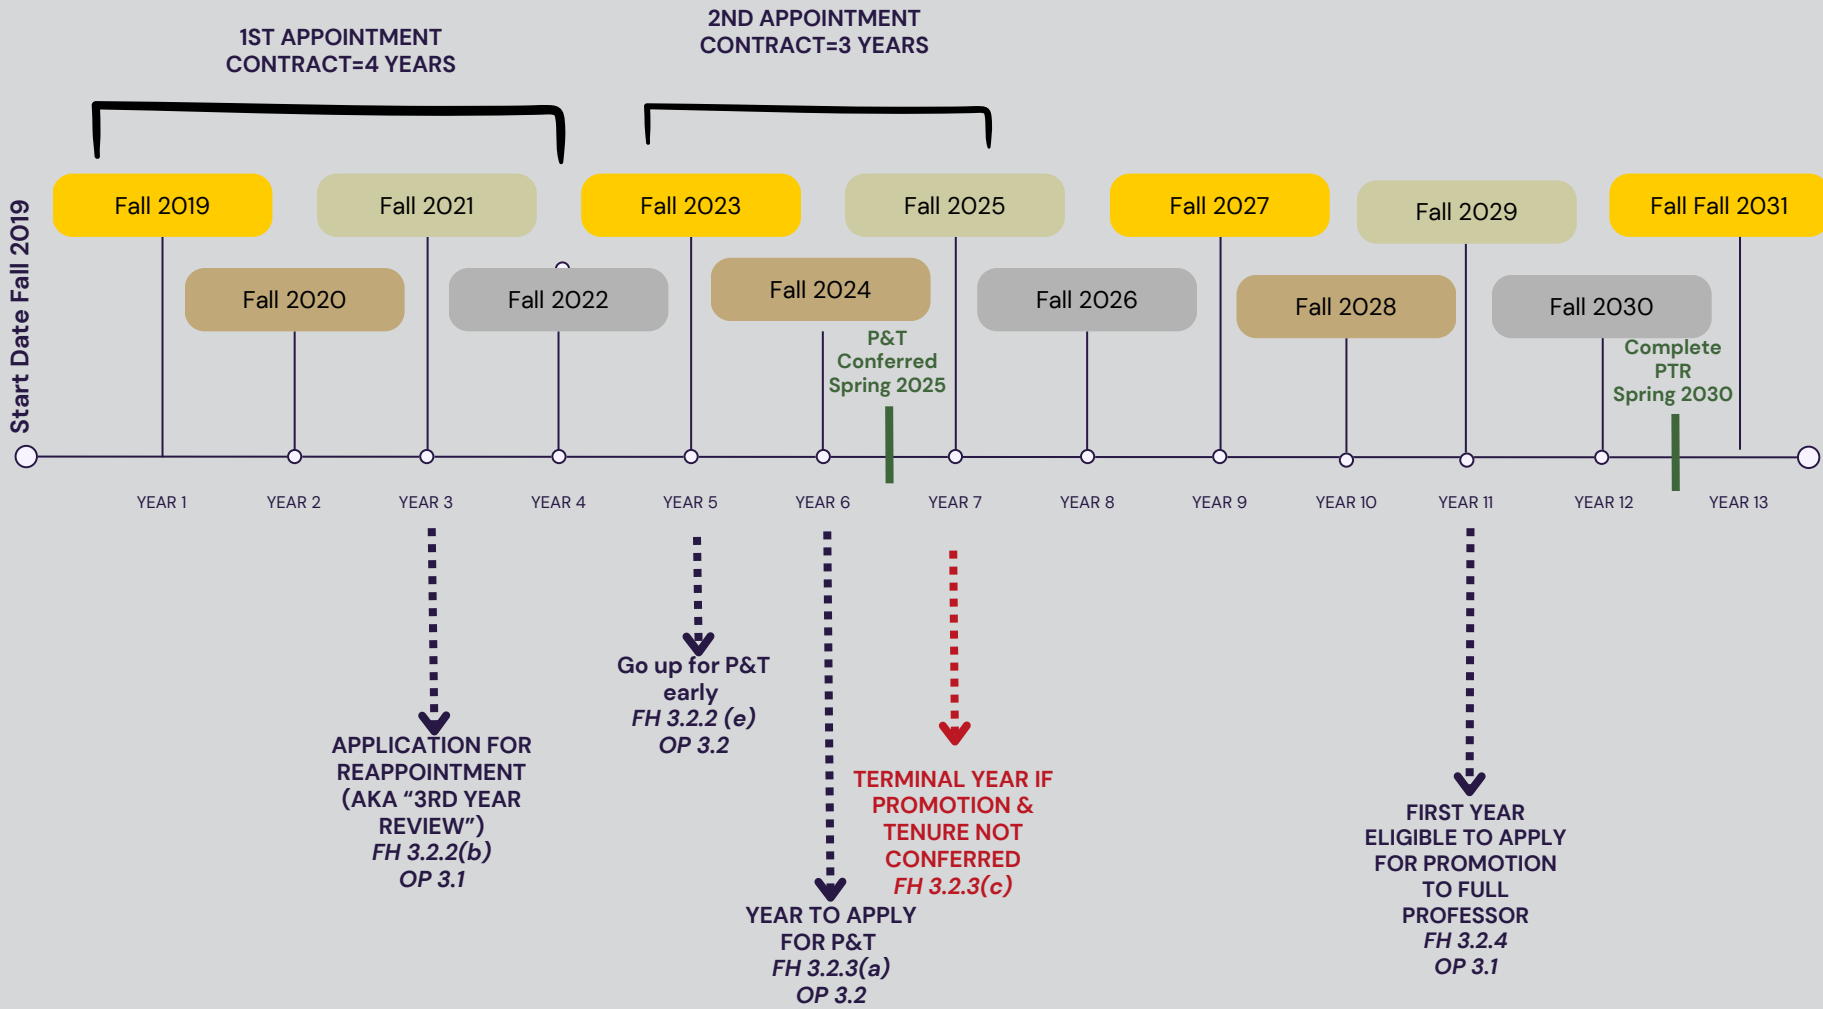 1ST APPOINTMENT
CONTRACT=4 YEARS
2ND APPOINTMENT
CONTRACT=3 YEARS
Start Date Fall 2019
Fall 2019
Fall 2021
Fall 2023
Fall 2025
Fall 2027
Fall 2029
Fall Fall 2031
Fall 2020
Fall 2022
Fall 2024
Fall 2026
Fall 2028
Fall 2030
P&T
Conferred
Spring 2025
Complete
PTR
Spring 2030
YEAR 1
YEAR 2
YEAR 3
YEAR 4
YEAR 5
YEAR 6
YEAR 7
YEAR 8
YEAR 9
YEAR 10
YEAR 11
YEAR 12
YEAR 13
APPLICATION FOR
REAPPOINTMENT
(AKA “3RD YEAR
REVIEW”)
FH 3.2.2(b)
OP 3.1
Go up for P&T
early
FH 3.2.2 (e)
OP 3.2
YEAR TO APPLY
FOR P&T
FH 3.2.3(a)
OP 3.2
TERMINAL YEAR IF
PROMOTION &
TENURE NOT
CONFERRED
FH 3.2.3(c)
FIRST YEAR
ELIGIBLE TO APPLY
FOR PROMOTION
TO FULL
PROFESSOR
FH 3.2.4
OP 3.1